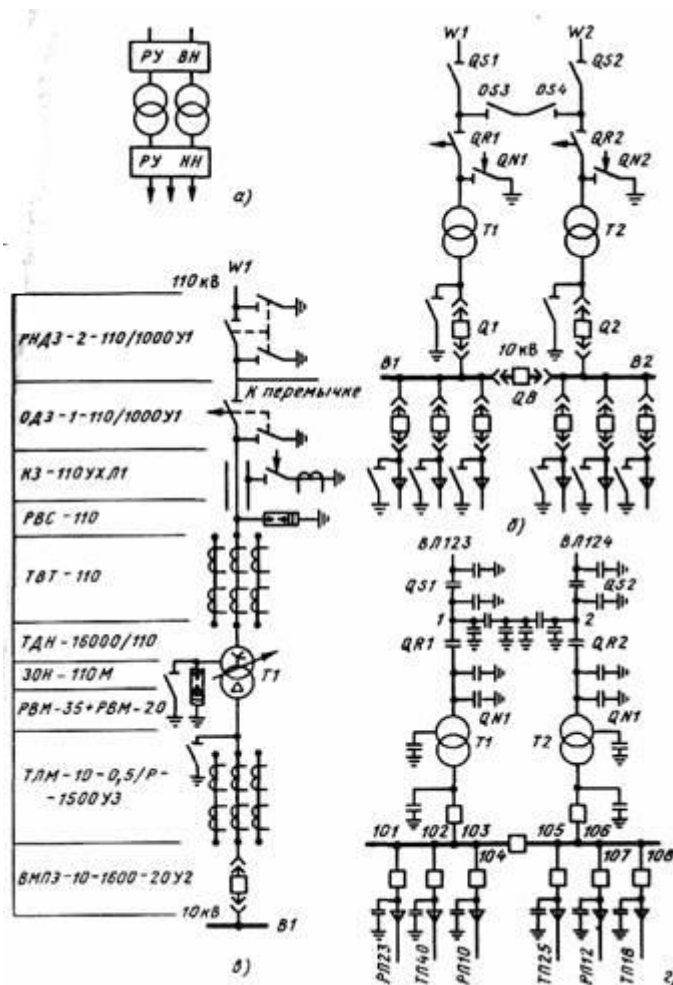 РУ ВН
РУ НН
а)
W1
W2
QS1
QS2
QS3
QS4
QR1
QR2
QN1
QN2
T1
T2
Q1
Q2
10 кВ
B1
B2
QB
б)
W1
110 кВ
РНДЗ-2-110/1000У1
К перемычке
ОДЗ-1-110/1000У1
КЗ-110УХЛ1
РВС-110
ТВТ-110
ТДН-16000/110
ЗОН-110М
T1
РВМ-35+РВМ-20
ТЛМ-10-0,5/Р-
-1500У3
ВМПЭ-10-1600-20У2
10кВ
B1
в)
ВЛ123
ВЛ124
QS1
QS2
1
2
QR1
QR2
QN1
QN1
T1
T2
101
102
103
104
105
106
107
108
РП23
ТП40
РП10
ТП25
РП12
ТП18
г)